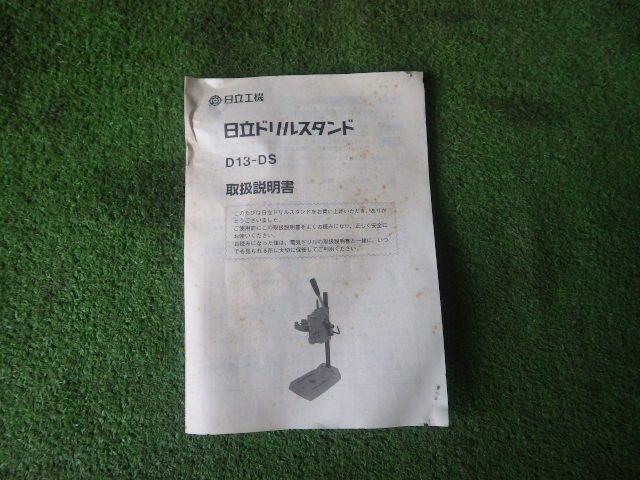 日立工機
日立ドリルスタンド
D13-DS
取扱説明書
このたびは日立ドリルスタンドをお買い上げいただき、ありが
とうございました。
ご使用前にこの取扱説明書をよくお読みになり、正しく安全に
お使いください。
お読みになった後は、電気ドリルの取扱説明書と一緒に、いつ
でも見られる所に大切に保管してご利用ください。